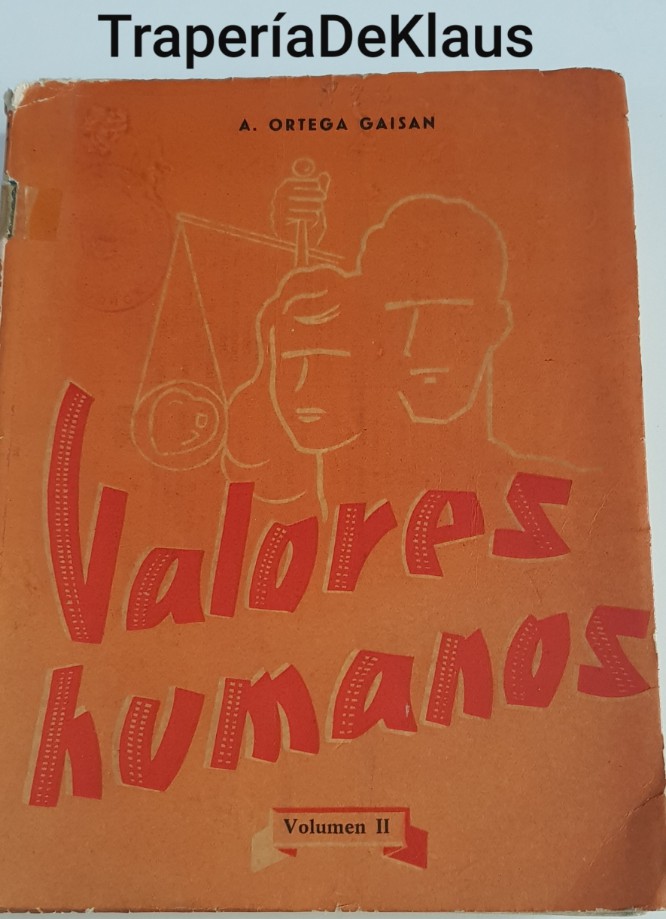 TraperíaDeKlaus
A. ORTEGA GAISAN
Valores
humanos
Volumen II